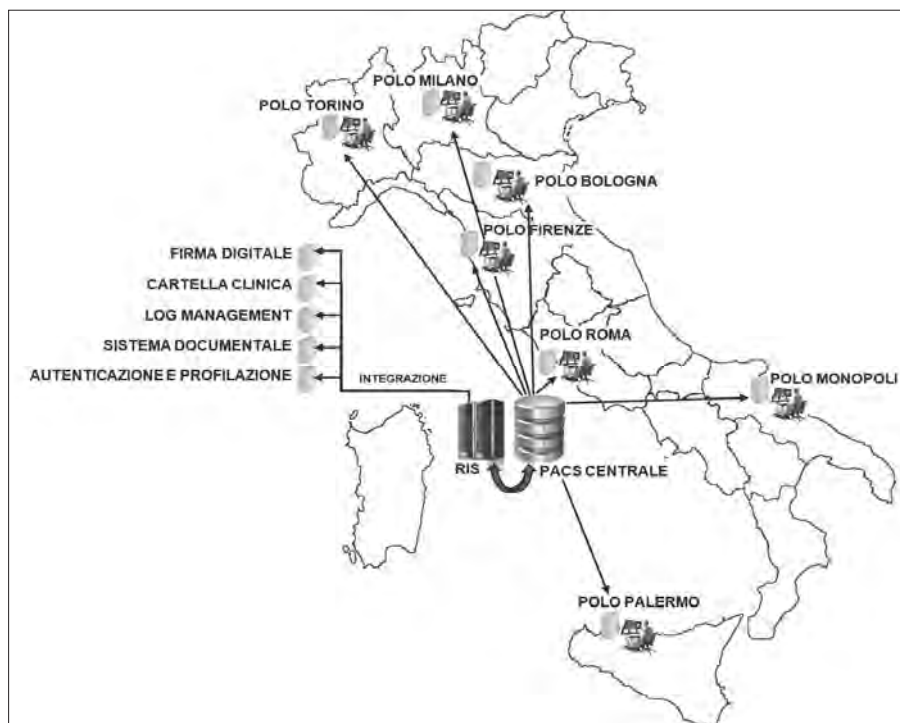 POLO MILANO
POLO TORINO
POLO BOLOGNA
POLO FIRENZE
FIRMA DIGITALE
CARTELLA CLINICA
LOG MANAGEMENT
SISTEMA DOCUMENTALE
AUTENTICAZIONE E PROFILAZIONE
INTEGRAZIONE
POLO ROMA
POLO MONOPOLI
RIS
PACS CENTRALE
POLO PALERMO